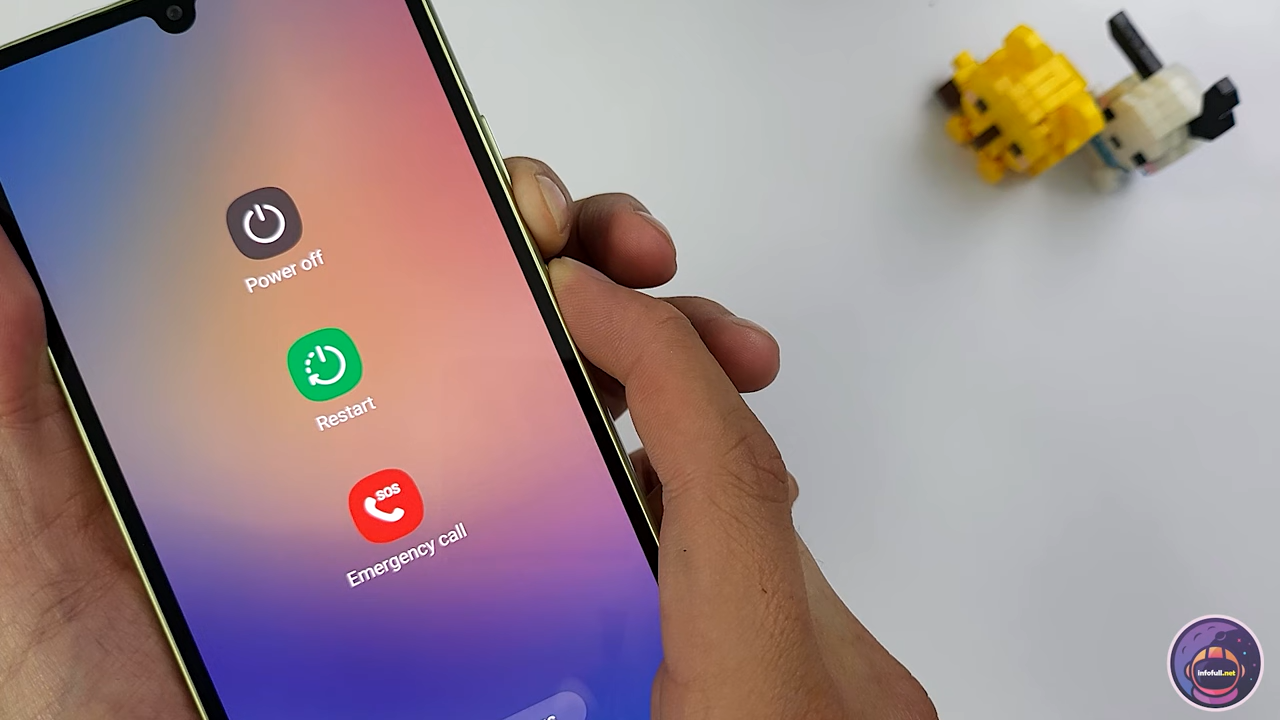 Power off
Restart
SOS
Emergency call
infofull.net